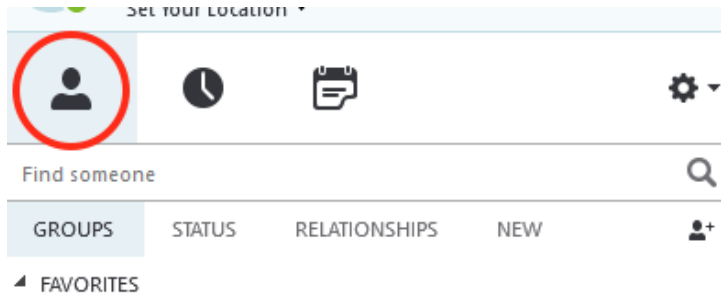 Set Your Location
Find someone
GROUPS STATUS RELATIONSHIPS NEW
FAVORITES